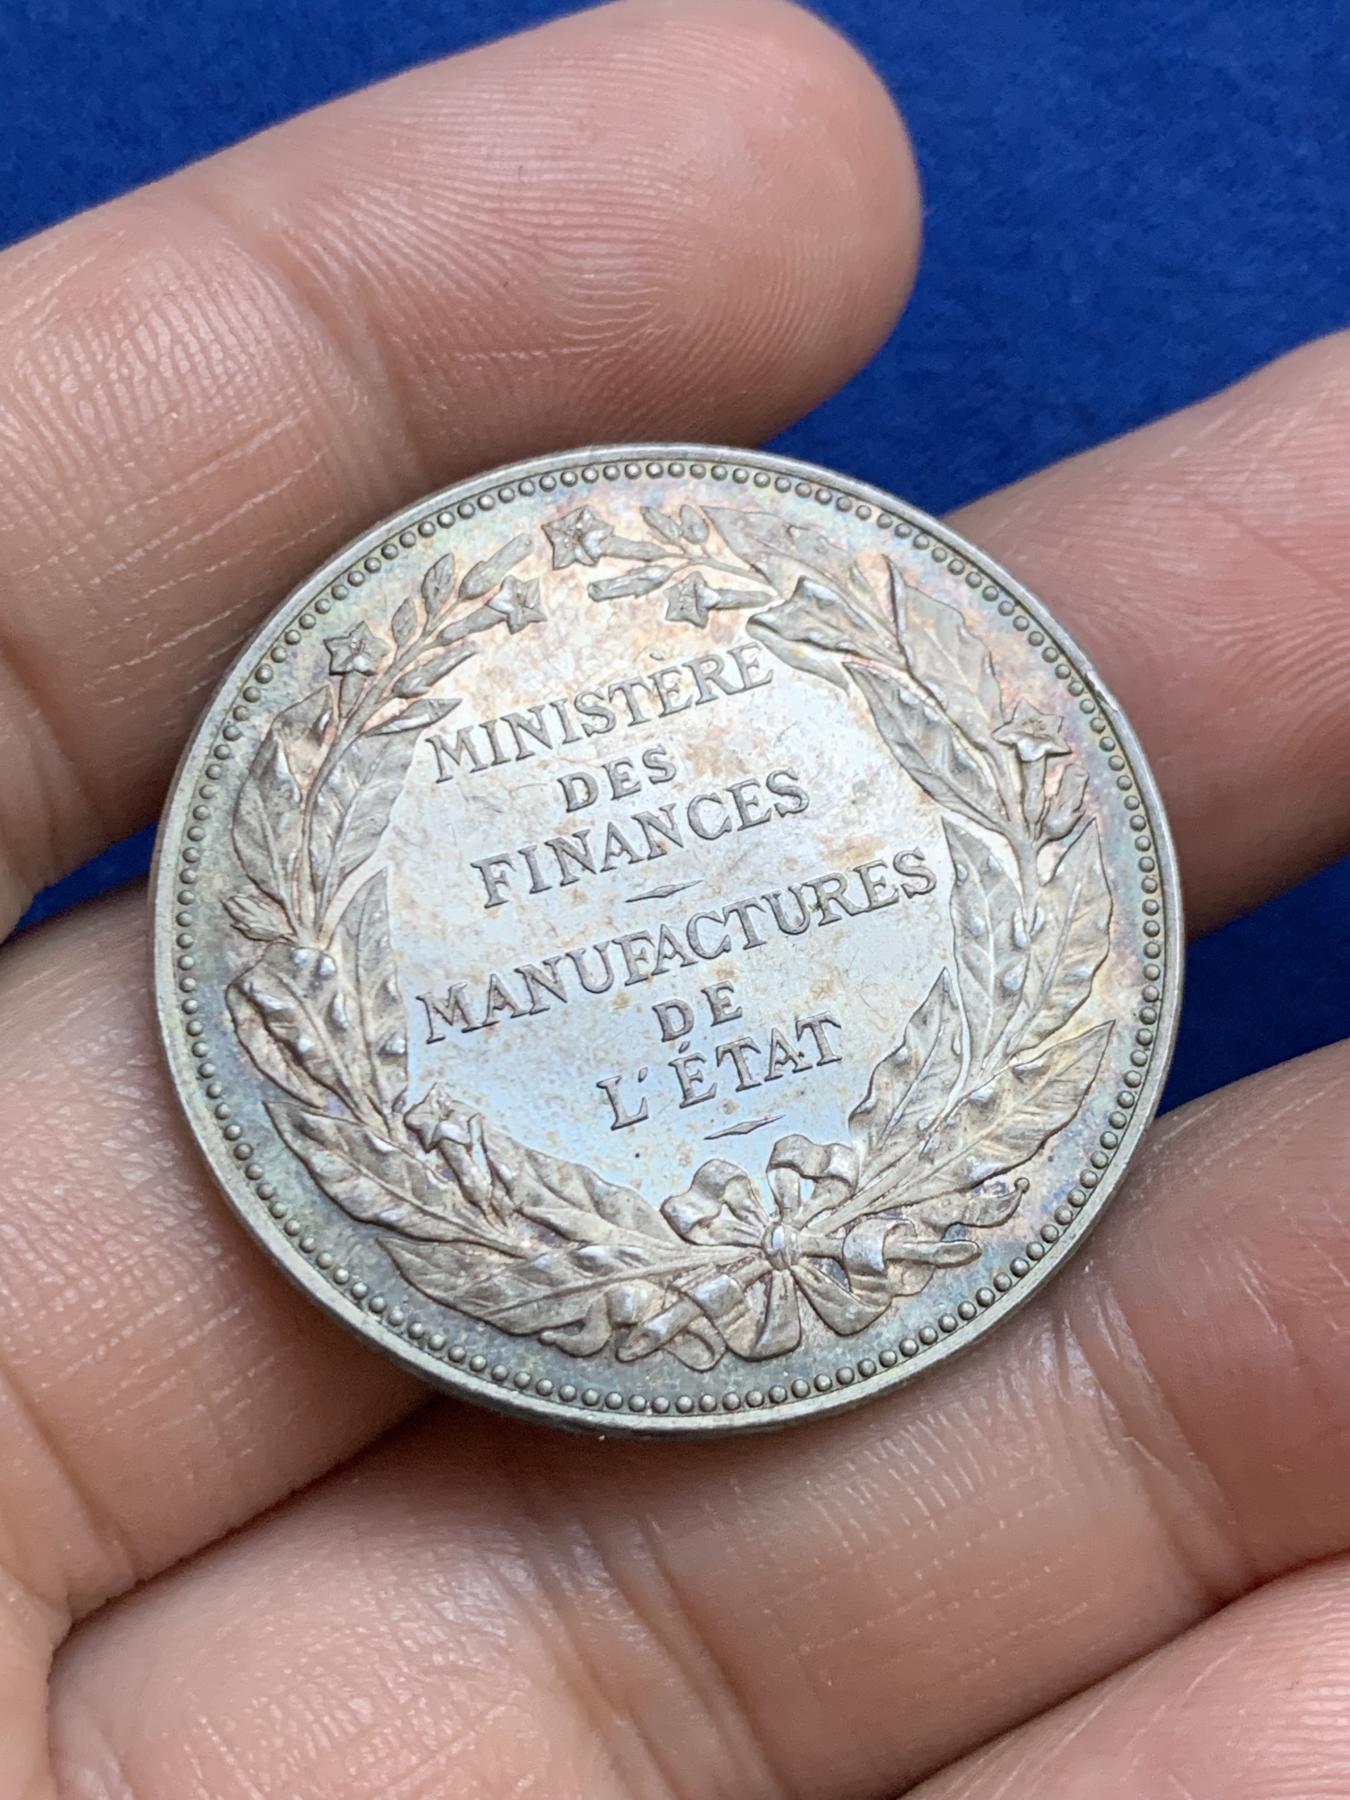 MINISTÈRE
DES
FINANCES
MANUFACTURES
DE
L'ÉTAT